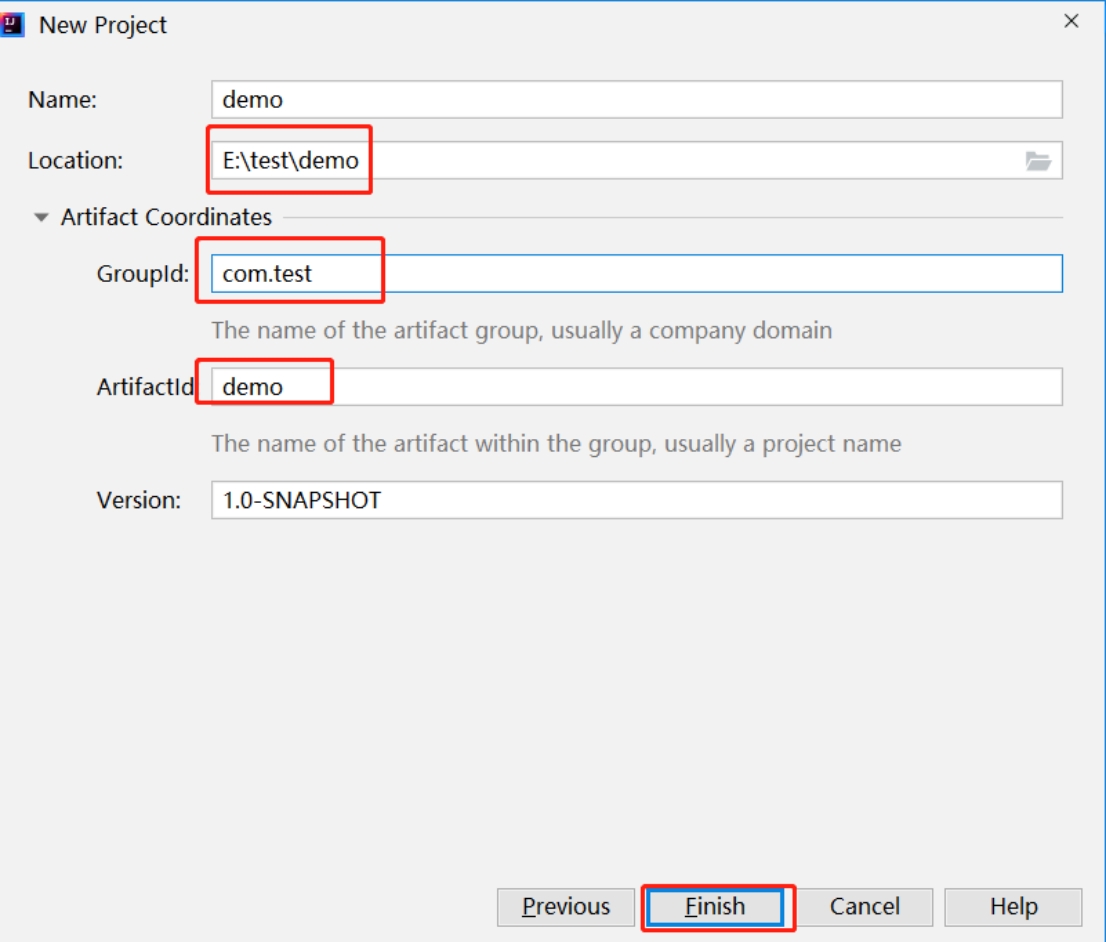 New Project
Name: demo
Location: E:\test\demo
Artifact Coordinates
GroupId: com.test
The name of the artifact group, usually a company domain
ArtifactId demo
The name of the artifact within the group, usually a project name
Version: 1.0-SNAPSHOT
Previous Finish Cancel Help